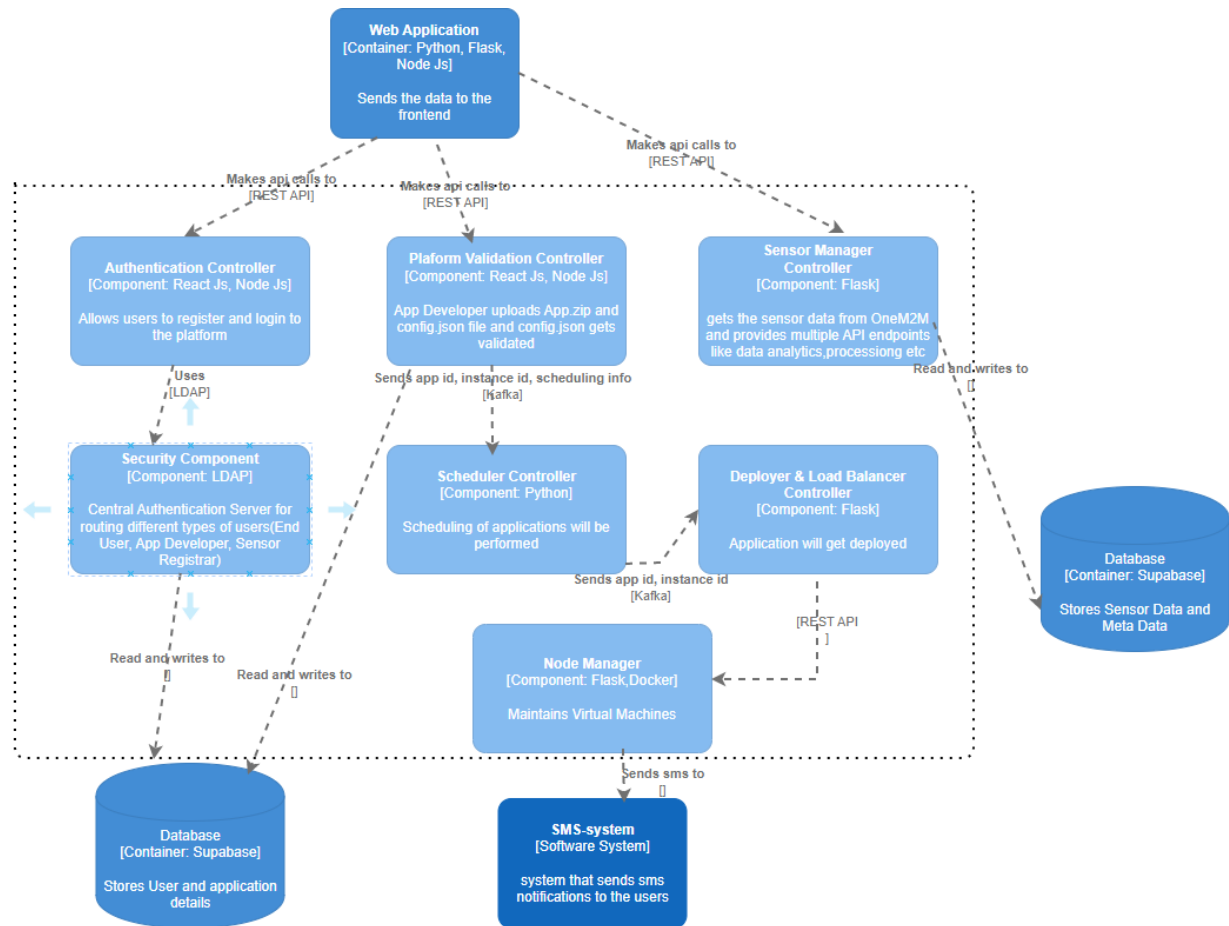 Web Application
[Container: Python, Flask,
Node Js]
Sends the data to the
frontend
Makes api calls to
[REST API]
Makes api calls to
[REST API]
Makes api calls to
[REST API]
Authentication Controller
[Component: React Js, Node Js]
Allows users to register and login to
the platform
Plaform Validation Controller
[Component: React Js, Node Js]
App Developer uploads App.zip and
config.json file and config.json gets
validated
Sensor Manager
Controller
[Component: Flask]
gets the sensor data from OneM2M
and provides multiple API endpoints
like data analytics,processiong etc
Uses
[LDAP]
Sends app id, instance id, scheduling info
[Kafka]
Read and writes to
[]
Security Component
[Component: LDAP]
Central Authentication Server for
routing different types of users(End
User, App Developer, Sensor
Registrar)
Scheduler Controller
[Component: Python]
Scheduling of applications will be
performed
Deployer & Load Balancer
Controller
[Component: Flask]
Application will get deployed
Sends app id, instance id
[Kafka]
Database
[Container: Supabase]
Stores Sensor Data and
Meta Data
[REST API
]
Read and writes to
[]
Read and writes to
[]
Node Manager
[Component: Flask,Docker]
Maintains Virtual Machines
Sends sms to
[]
Database
[Container: Supabase]
Stores User and application
details
SMS-system
[Software System]
system that sends sms
notifications to the users